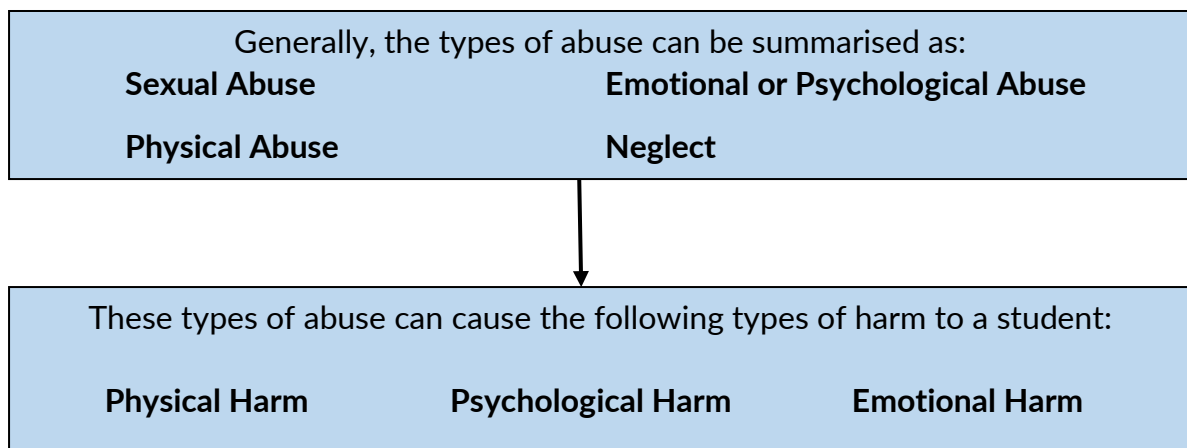 Generally, the types of abuse can be summarised as:
Sexual Abuse Emotional or Psychological Abuse
Physical Abuse Neglect
These types of abuse can cause the following types of harm to a student:
Physical Harm Psychological Harm Emotional Harm